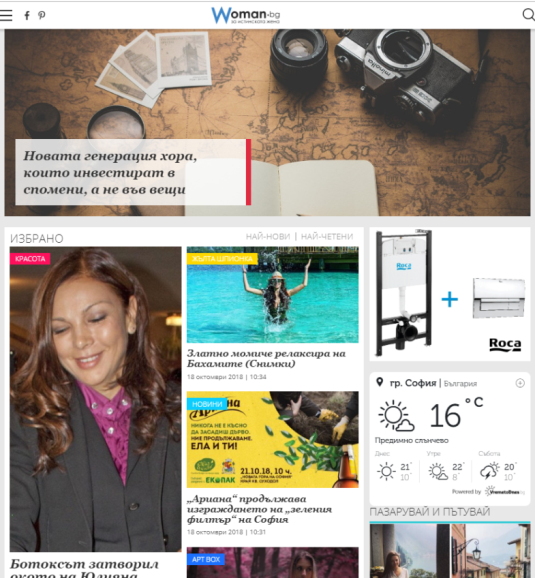 Woman-bg
ЗА ИСТИНСКАТА ЖЕНА
minolta
Новата генерация хора,
които инвестират в
спомени, а не във вещи
ИЗБРАНО
НАЙ-НОВИ | НАЙ-ЧЕТЕНИ
КРАСОТА
Ботоксът затворил
окото на Юлияна
ЖЪЛТА ШПИОНКА
Златно момиче релаксира на
Бахамите (Снимки)
18 октомври 2018 | 10:34
НОВИНИ
Ариана
НИКОГА НЕ Е КЪСНО
ДА ЗАСАДИШ ДЪРВО.
НИЕ ПРОДЪЛЖАВАМЕ.
ЕЛА И ТИ!
21.10.18, 10 ч.
ЕКОПАК
„Ариана“ продължава
изграждането на „зеления
филтър“ на София
18 октомври 2018 | 10:31
АРТ BOX
Roca
+
Roca
гр. София | България
16 °C
Предимно слънчево
Днес
Утре
Събота
21°
10°
22°
8°
20°
10°
Powered by
ПАЗАРУВАЙ И ПЪТУВАЙ